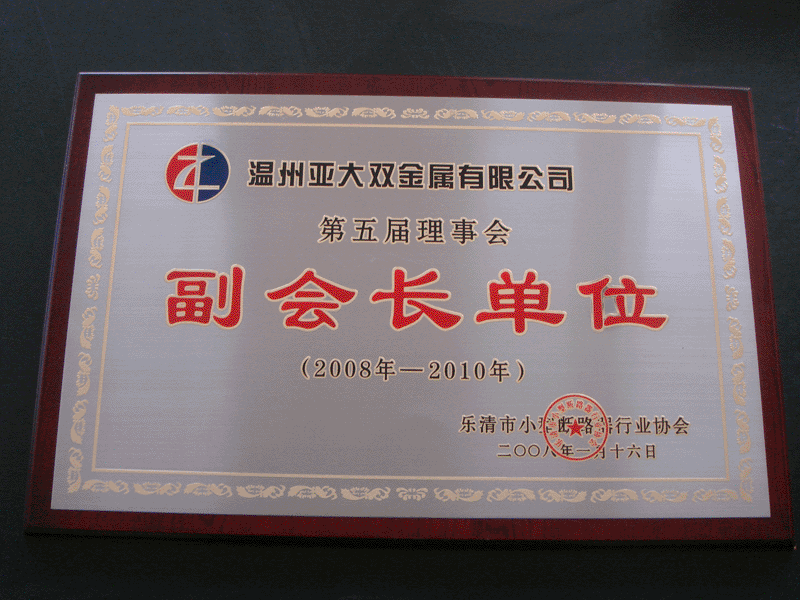 温州亚大双金属有限公司
第五届理事会
副会长单位
(2008年—2010年)
乐清市小型断路器行业协会
二〇〇八年一月十六日